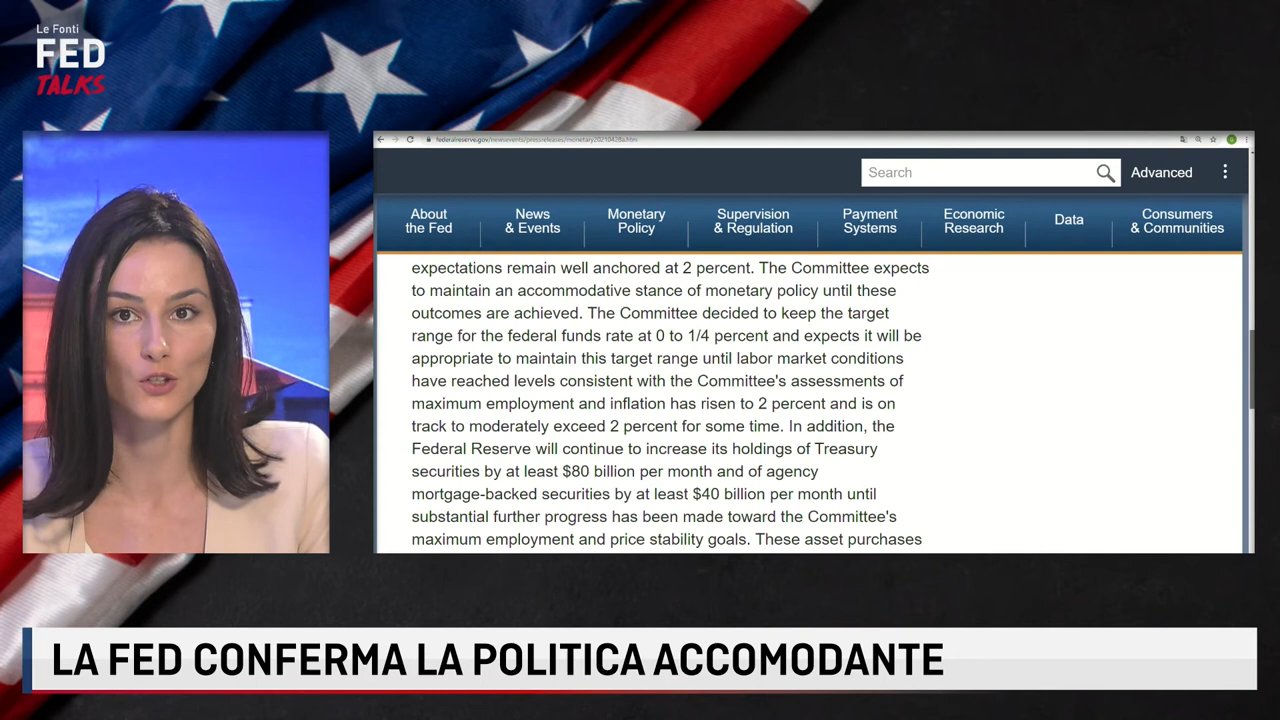 Le Fonti
FED
TALKS
federalreserve.gov/newsevents/pressreleases/monetary20210428a.htm
Search
Advanced
About
the Fed
News
& Events
Monetary
Policy
Supervision
& Regulation
Payment
Systems
Economic
Research
Data
Consumers
& Communities
expectations remain well anchored at 2 percent. The Committee expects
to maintain an accommodative stance of monetary policy until these
outcomes are achieved. The Committee decided to keep the target
range for the federal funds rate at 0 to 1/4 percent and expects it will be
appropriate to maintain this target range until labor market conditions
have reached levels consistent with the Committee's assessments of
maximum employment and inflation has risen to 2 percent and is on
track to moderately exceed 2 percent for some time. In addition, the
Federal Reserve will continue to increase its holdings of Treasury
securities by at least $80 billion per month and of agency
mortgage-backed securities by at least $40 billion per month until
substantial further progress has been made toward the Committee's
maximum employment and price stability goals. These asset purchases
LA FED CONFERMA LA POLITICA ACCOMODANTE